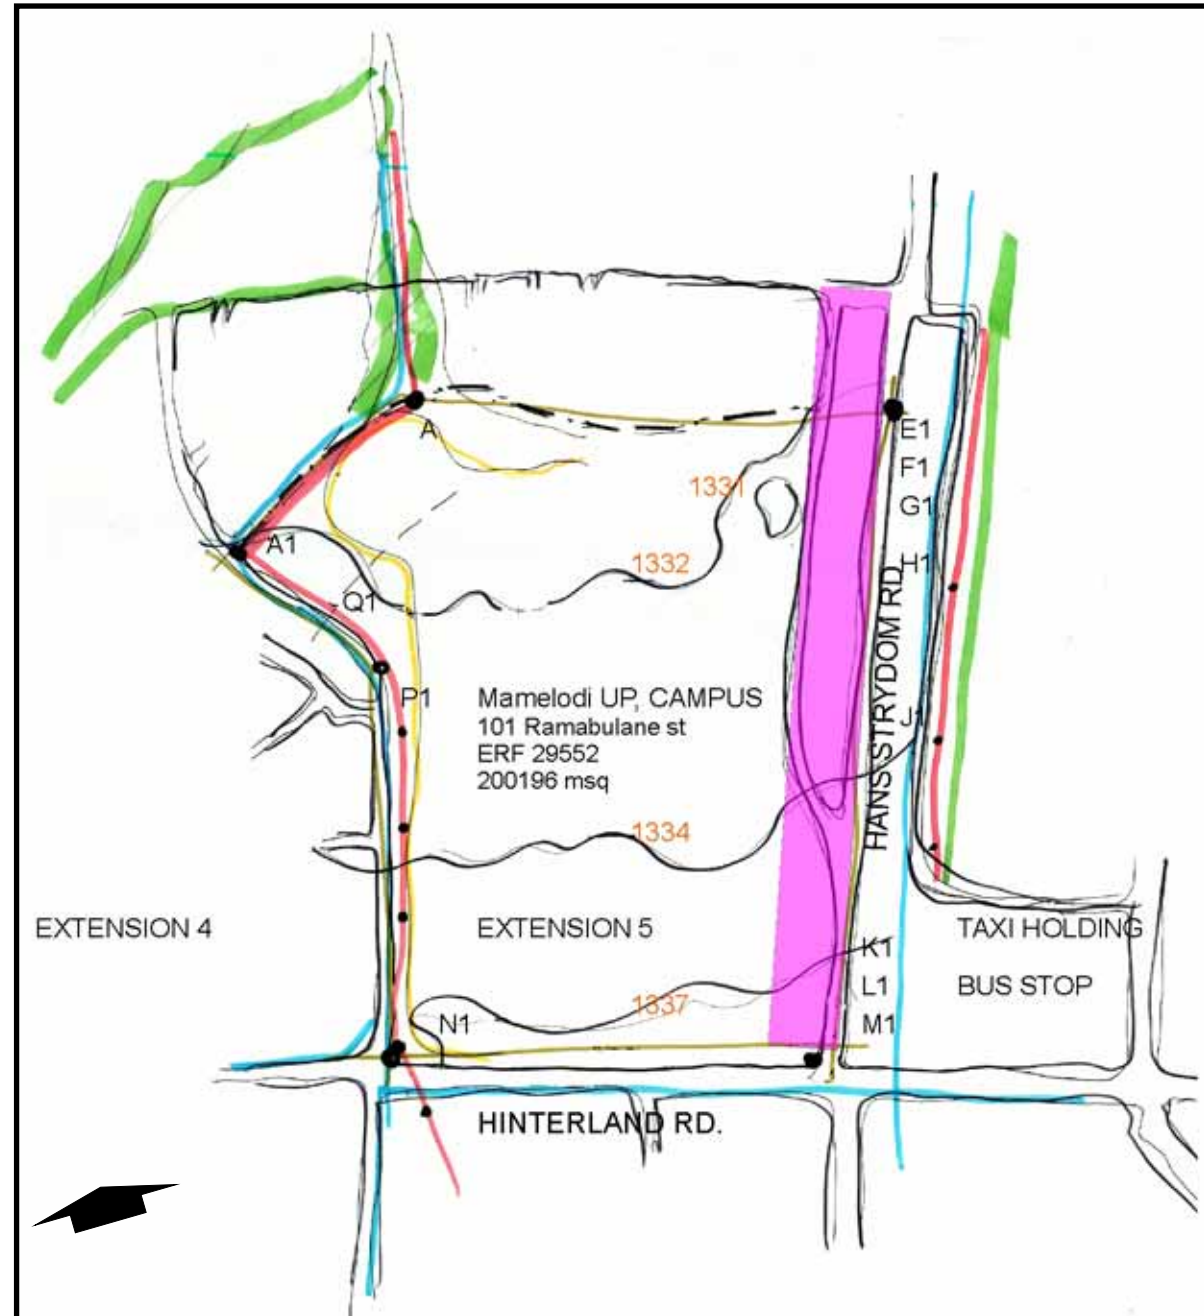 A
E1
F1
1331
G1
A1
1332
H1
Q1
P1
Mamelodi UP, CAMPUS
101 Ramabulane st
ERF 29552
200196 msq
J1
HANS STRYDOM RD.
1334
EXTENSION 4
EXTENSION 5
TAXI HOLDING
K1
L1
BUS STOP
1337
N1
M1
HINTERLAND RD.